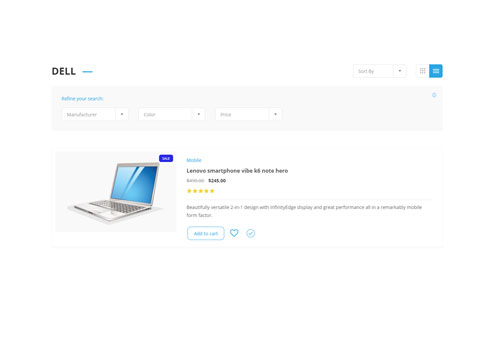 DELL
Sort By
Refine your search:
Manufacturer
Color
Price
SALE
Mobile
Lenovo smartphone vibe k6 note hero
$245.00
Beautifully versatile 2-in-1 design with InfinityEdge display and great performance all in a remarkably mobile
form factor.
Add to cart